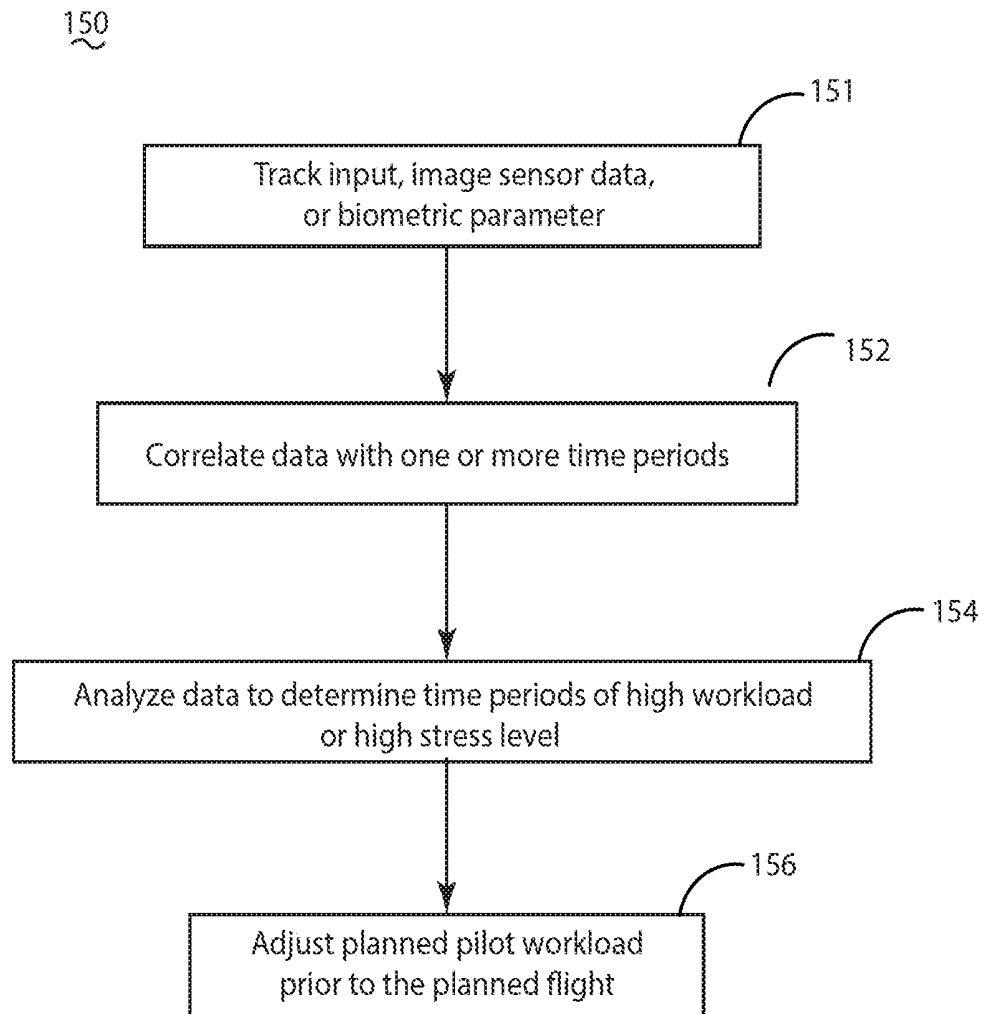 150
151
Track input, image sensor data,
or biometric parameter
152
Correlate data with one or more time periods
154
Analyze data to determine time periods of high workload
or high stress level
156
Adjust planned pilot workload
prior to the planned flight